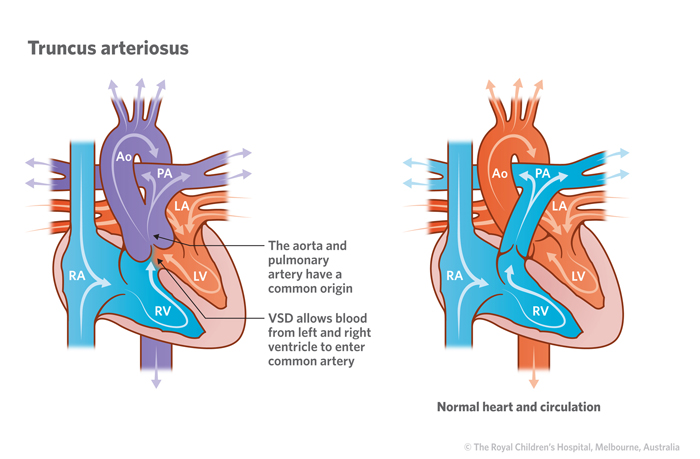 Truncus arteriosus
Ao
PA
LA
RA
LV
RV
The aorta and
pulmonary
artery have a
common origin
VSD allows blood
from left and right
ventricle to enter
common artery
Ao
PA
LA
RA
LV
RV
Normal heart and circulation
© The Royal Children's Hospital, Melbourne, Australia